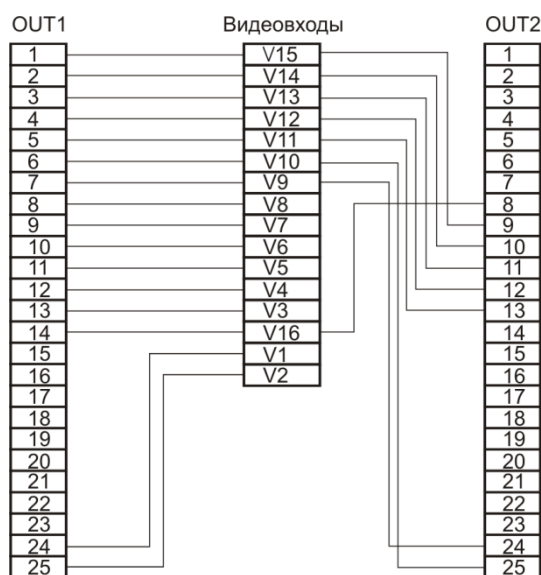 OUT1 Видеовходы OUT2
1 V15 1
2 V14 2
3 V13 3
4 V12 4
5 V11 5
6 V10 6
7 V9 7
8 V8 8
9 V7 9
10 V6 10
11 V5 11
12 V4 12
13 V3 13
14 V16 14
15 V1 15
16 V2 16
17 17
18 18
19 19
20 20
21 21
22 22
23 23
24 24
25 25